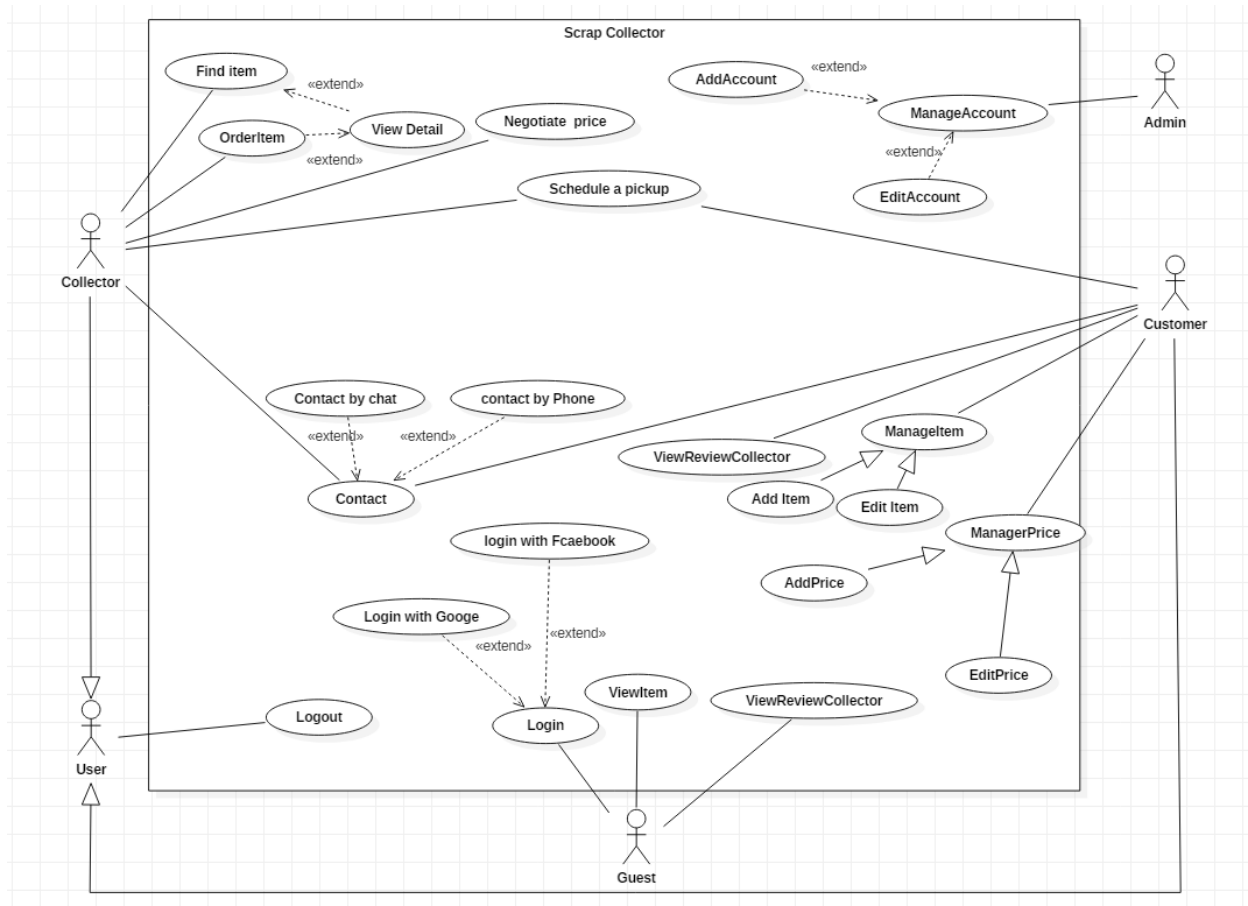 Scrap Collector
Find item
«extend»
AddAccount
«extend»
ManageAccount
Admin
OrderItem
View Detail
Negotiate price
«extend»
«extend»
Schedule a pickup
EditAccount
Collector
Customer
Contact by chat
contact by Phone
«extend»
«extend»
ManageItem
ViewReviewCollector
Contact
Add Item
Edit Item
ManagerPrice
login with Fcaebook
AddPrice
Login with Googe
«extend»
«extend»
EditPrice
ViewItem
ViewReviewCollector
Logout
Login
User
Guest